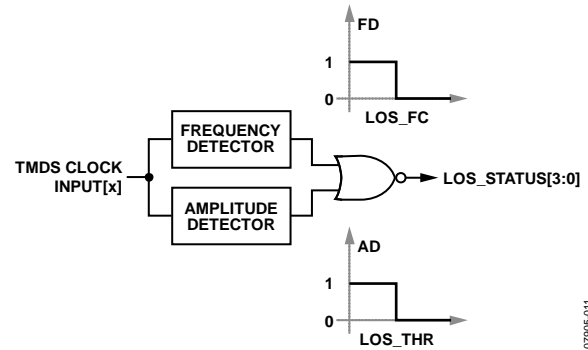 FD
1
0
LOS_FC
FREQUENCY
DETECTOR
TMDS CLOCK
INPUT[x]
LOS_STATUS[3:0]
AMPLITUDE
DETECTOR
AD
1
0
LOS_THR
07905-011